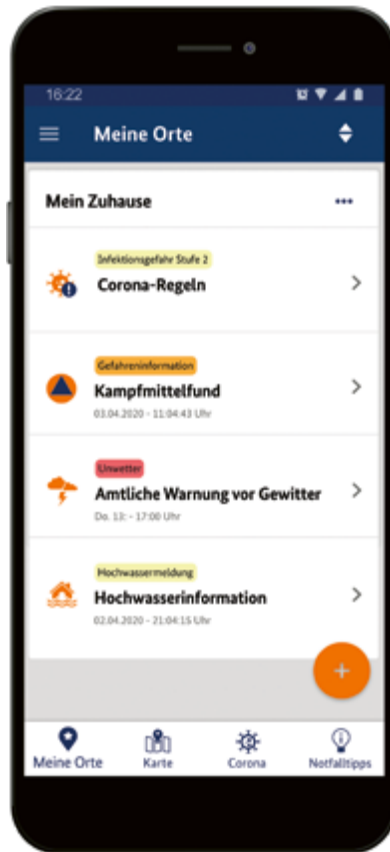 16:22
Meine Orte
Mein Zuhause
Infektionsgefahr Stufe 2
Corona-Regeln
Gefahreninformation
Kampfmittelfund
03.04.2020 - 11:04:43 Uhr
Unwetter
Amtliche Warnung vor Gewitter
Do. 13: - 17:00 Uhr
Hochwassermeldung
Hochwasserinformation
02.04.2020 - 21:04:15 Uhr
+
Meine Orte
Karte
Corona
Notfalltipps